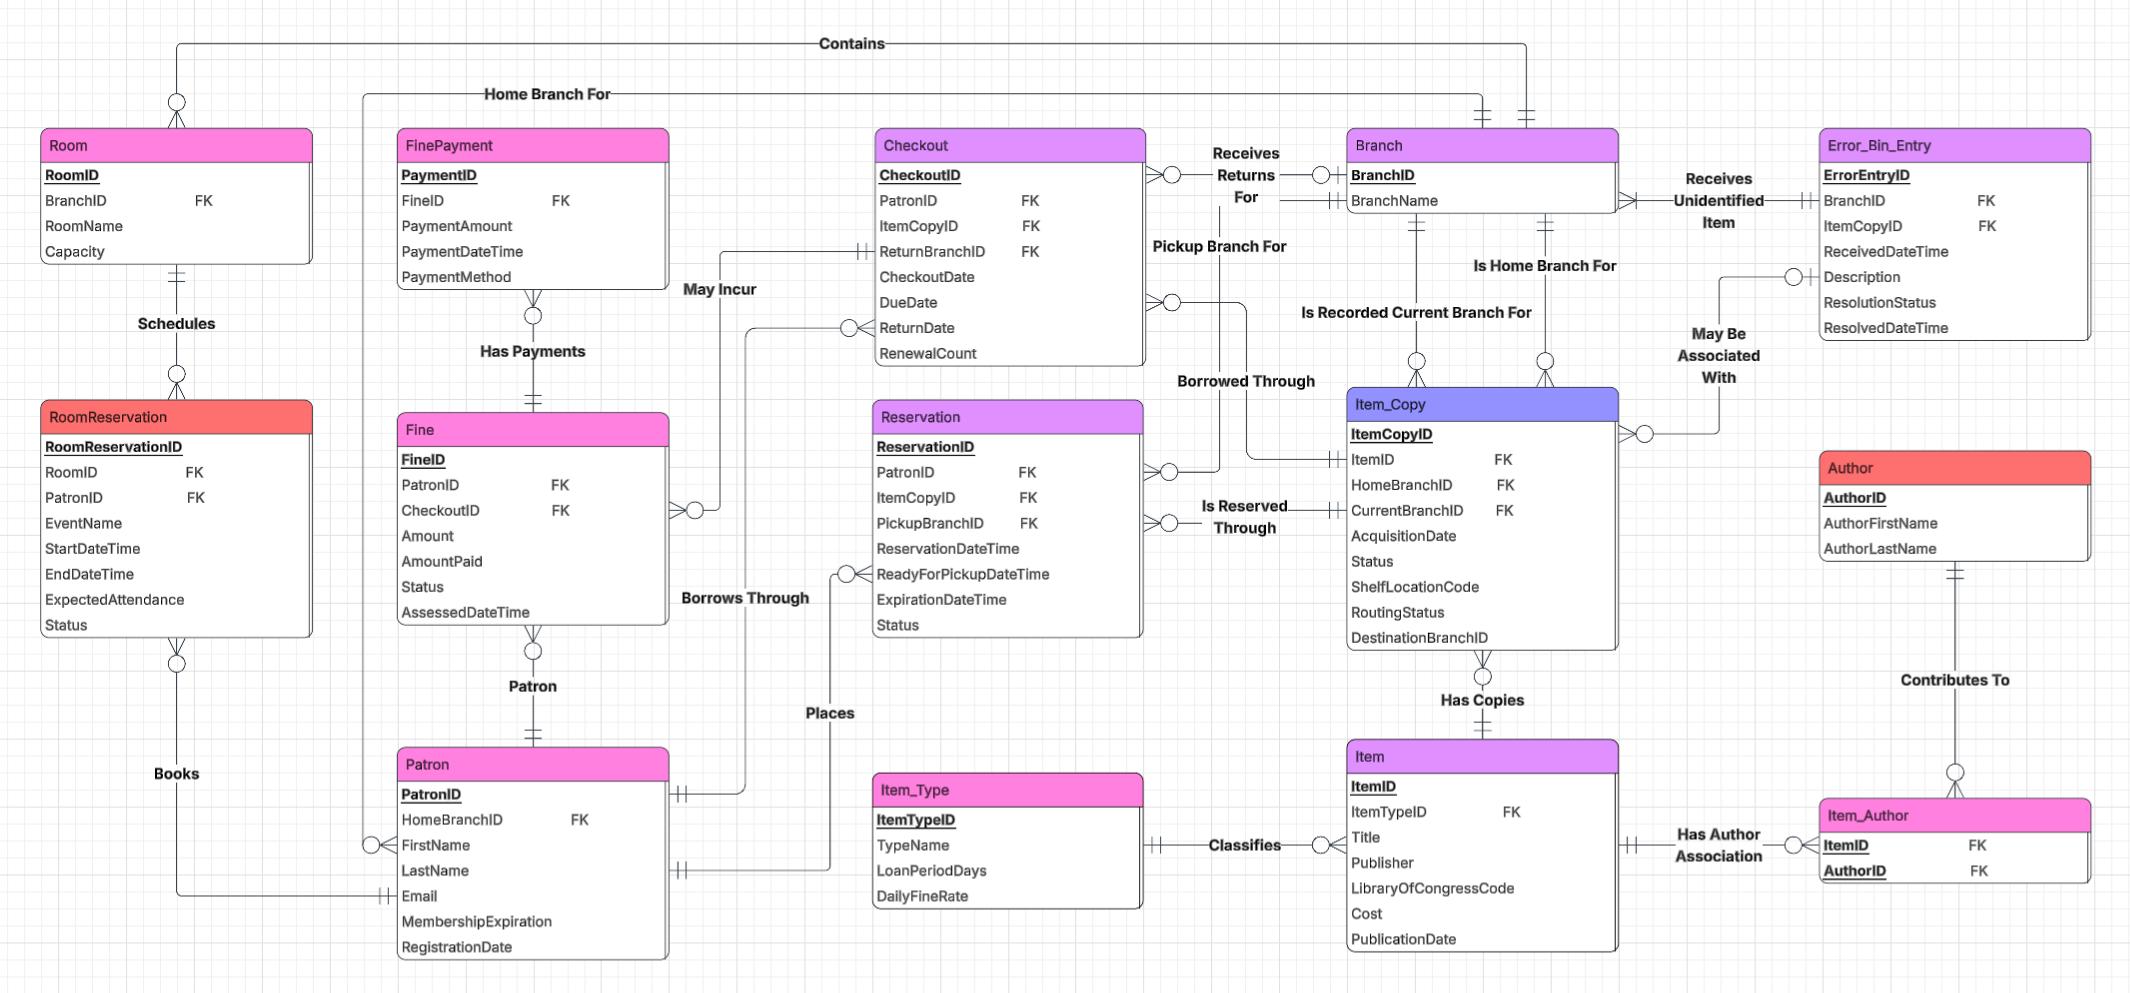 Contains
Home Branch For
Room
RoomID
BranchID FK
RoomName
Capacity
FinePayment
PaymentID
FineID FK
PaymentAmount
PaymentDateTime
PaymentMethod
Checkout
CheckoutID
PatronID FK
ItemCopyID FK
ReturnBranchID FK
CheckoutDate
DueDate
ReturnDate
RenewalCount
Receives
Returns
For
Pickup Branch For
Branch
BranchID
BranchName
Receives
Unidentified
Item
Error_Bin_Entry
ErrorEntryID
BranchID FK
ItemCopyID FK
ReceivedDateTime
Description
ResolutionStatus
ResolvedDateTime
Schedules
Has Payments
May Incur
Is Home Branch For
Is Recorded Current Branch For
May Be
Associated
With
Borrowed Through
RoomReservation
RoomReservationID
RoomID FK
PatronID FK
EventName
StartDateTime
EndDateTime
ExpectedAttendance
Status
Fine
FineID
PatronID FK
CheckoutID FK
Amount
AmountPaid
Status
AssessedDateTime
Reservation
ReservationID
PatronID FK
ItemCopyID FK
PickupBranchID FK
ReservationDateTime
ReadyForPickupDateTime
ExpirationDateTime
Status
Is Reserved
Through
Item_Copy
ItemCopyID
ItemID FK
HomeBranchID FK
CurrentBranchID FK
AcquisitionDate
Status
ShelfLocationCode
RoutingStatus
DestinationBranchID
Author
AuthorID
AuthorFirstName
AuthorLastName
Borrows Through
Patron
Places
Has Copies
Contributes To
Books
Patron
PatronID
HomeBranchID FK
FirstName
LastName
Email
MembershipExpiration
RegistrationDate
Item_Type
ItemTypeID
TypeName
LoanPeriodDays
DailyFineRate
Classifies
Item
ItemID
ItemTypeID FK
Title
Publisher
LibraryOfCongressCode
Cost
PublicationDate
Has Author
Association
Item_Author
ItemID FK
AuthorID FK